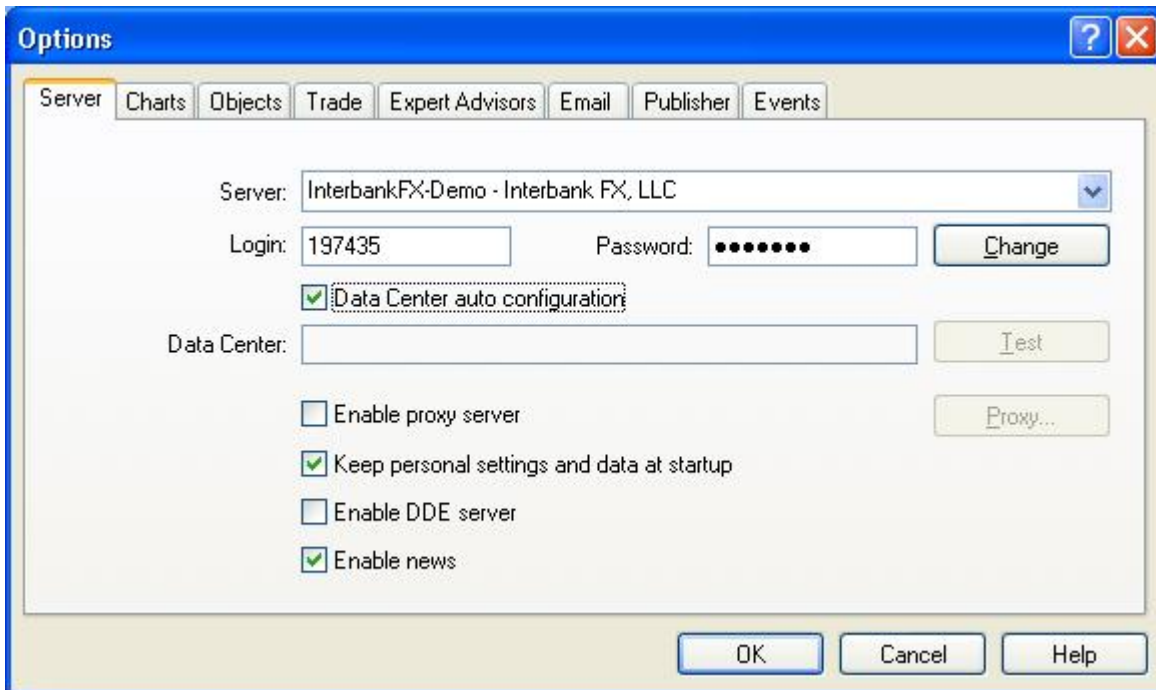 Options
Server Charts Objects Trade Expert Advisors Email Publisher Events
Server: InterbankFX-Demo - Interbank FX, LLC
Login: 197435 Password: ●●●●●●● Change
Data Center auto configuration
Data Center: Test
Enable proxy server Proxy...
Keep personal settings and data at startup
Enable DDE server
Enable news
OK Cancel Help